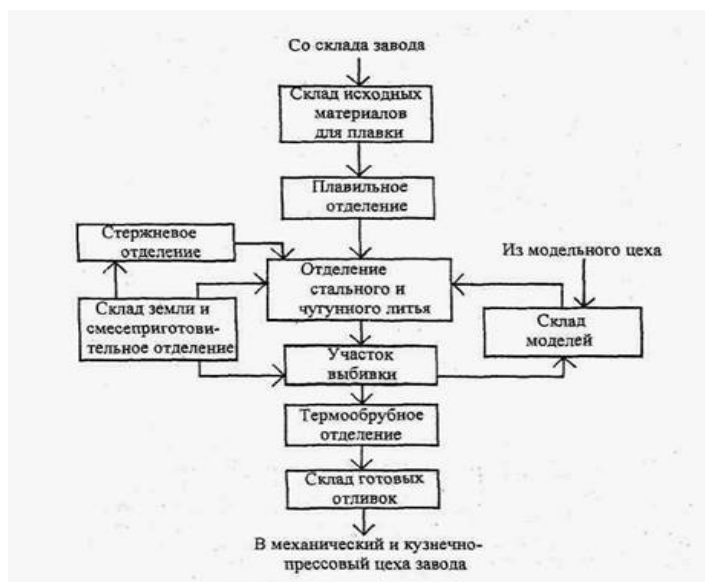 Со склада завода
Склад исходных
материалов
для плавки
Плавильное
отделение
Стержневое
отделение
Из модельного цеха
Отделение
стального и
чугунного литья
Склад земли и
смесеприготови-
тельное отделение
Склад
моделей
Участок
выбивки
Термообрубное
отделение
Склад готовых
отливок
В механический и кузнечно-
прессовый цеха завода